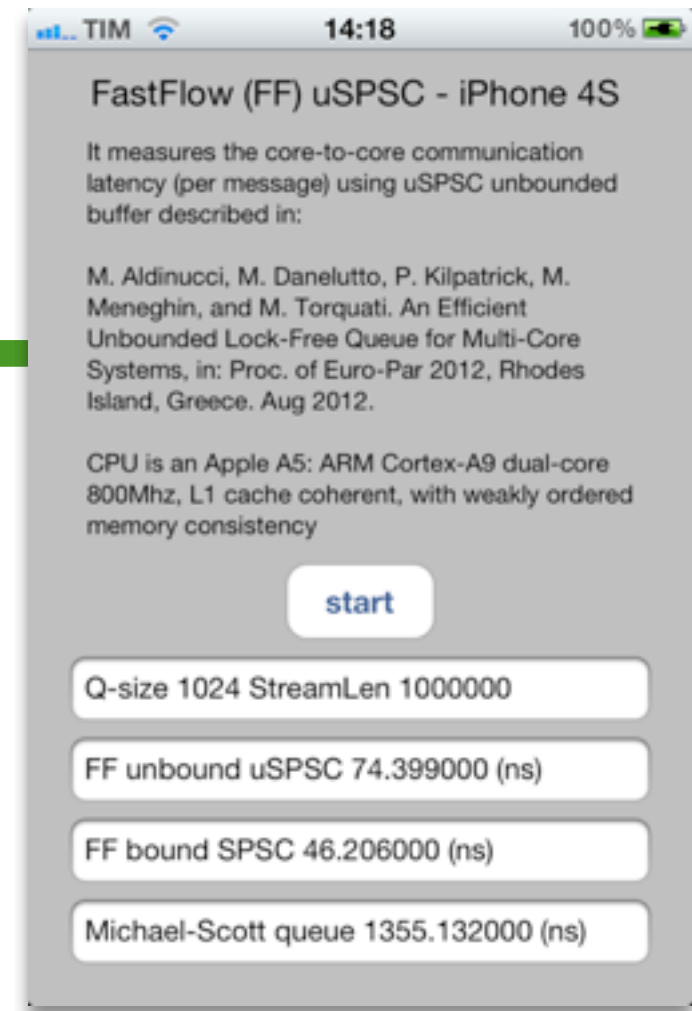 TIM 14:18 100%
FastFlow (FF) uSPSC - iPhone 4S
It measures the core-to-core communication
latency (per message) using uSPSC unbounded
buffer described in:
M. Aldinucci, M. Danelutto, P. Kilpatrick, M.
Meneghin, and M. Torquati. An Efficient
Unbounded Lock-Free Queue for Multi-Core
Systems, in: Proc. of Euro-Par 2012, Rhodes
Island, Greece. Aug 2012.
CPU is an Apple A5: ARM Cortex-A9 dual-core
800Mhz, L1 cache coherent, with weakly ordered
memory consistency
start
Q-size 1024 StreamLen 1000000
FF unbound uSPSC 74.399000 (ns)
FF bound SPSC 46.206000 (ns)
Michael-Scott queue 1355.132000 (ns)